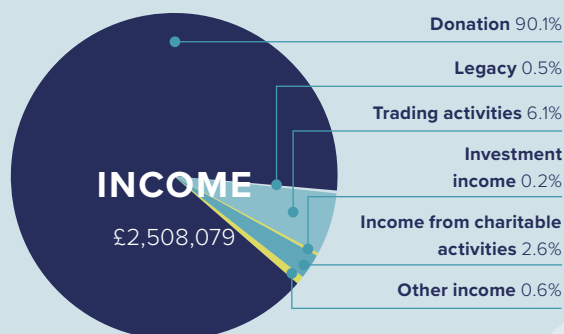 Donation 90.1%
Legacy 0.5%
Trading activities 6.1%
Investment
income 0.2%
Income from charitable
activities 2.6%
Other income 0.6%
INCOME
£2,508,079